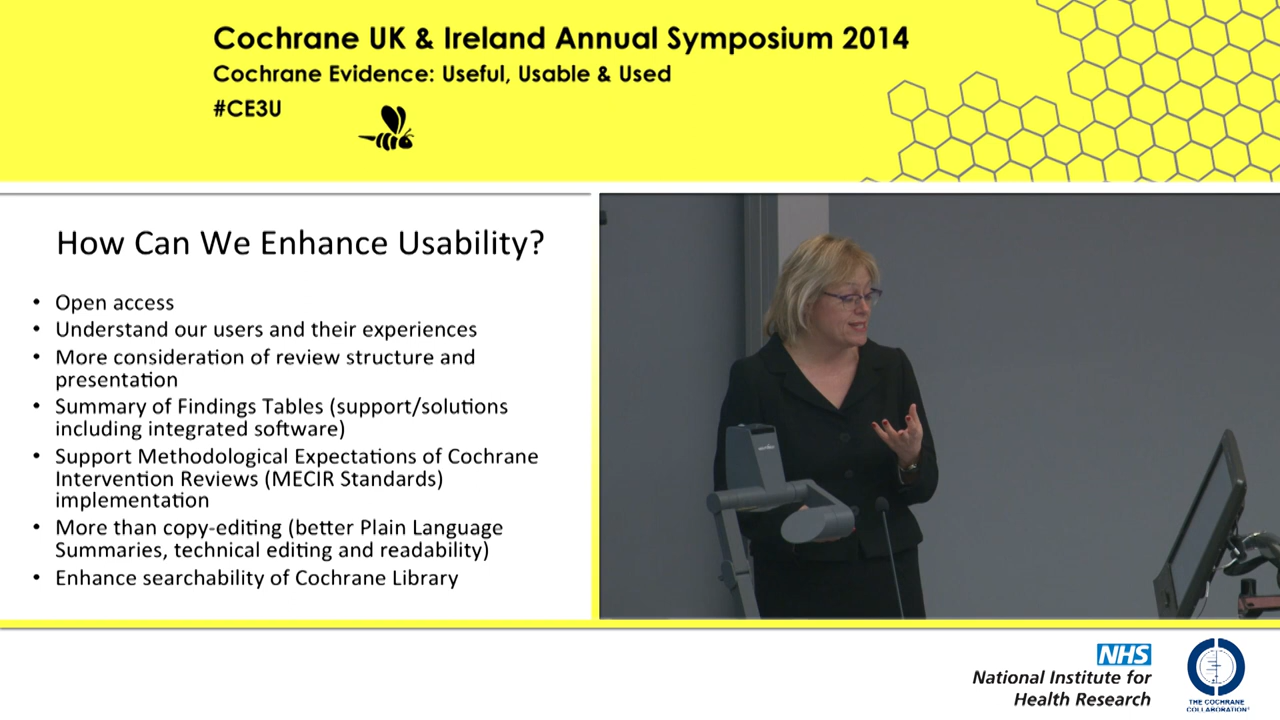 Cochrane UK & Ireland Annual Symposium 2014
Cochrane Evidence: Useful, Usable & Used
#CE3U
How Can We Enhance Usability?
• Open access
• Understand our users and their experiences
• More consideration of review structure and
presentation
• Summary of Findings Tables (support/solutions
including integrated software)
• Support Methodological Expectations of Cochrane
Intervention Reviews (MECIR Standards)
implementation
• More than copy-editing (better Plain Language
Summaries, technical editing and readability)
• Enhance searchability of Cochrane Library
NHS
National Institute for
Health Research
THE COCHRANE
COLLABORATION®